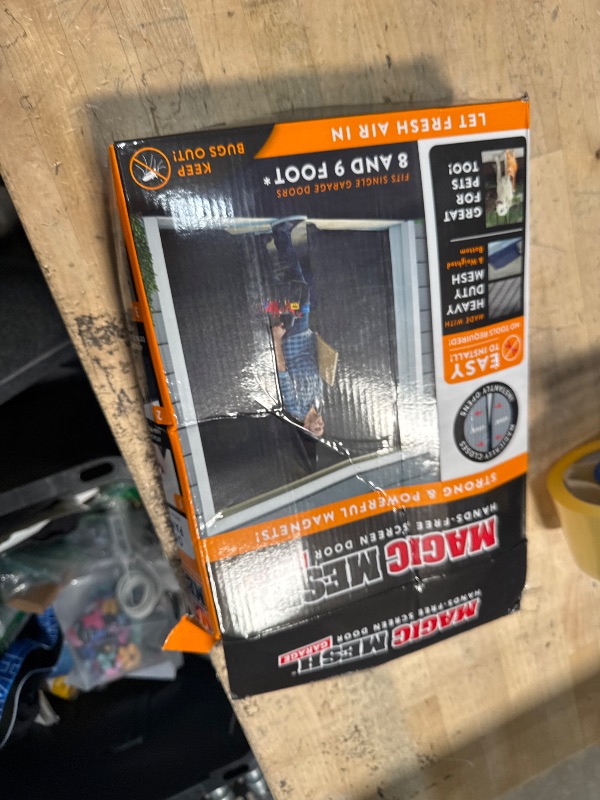 MAGIC MESH
GARAGE
HANDS-FREE SCREEN DOOR
MAGIC MES
HANDS-FREE SCREEN DOOR
STRONG & POWERFUL MAGNETS!
INSTANTLY OPENS
MAGICALLY CLOSES
EASY
TO INSTALL!
NO TOOLS REQUIRED!
MADE WITH
HEAVY
DUTY
MESH
& Weighted
Bottom
GREAT
FOR
PETS
TOO!
FITS SINGLE GARAGE DOORS
8 AND 9 FOOT*
KEEP
BUGS OUT!
LET FRESH AIR IN